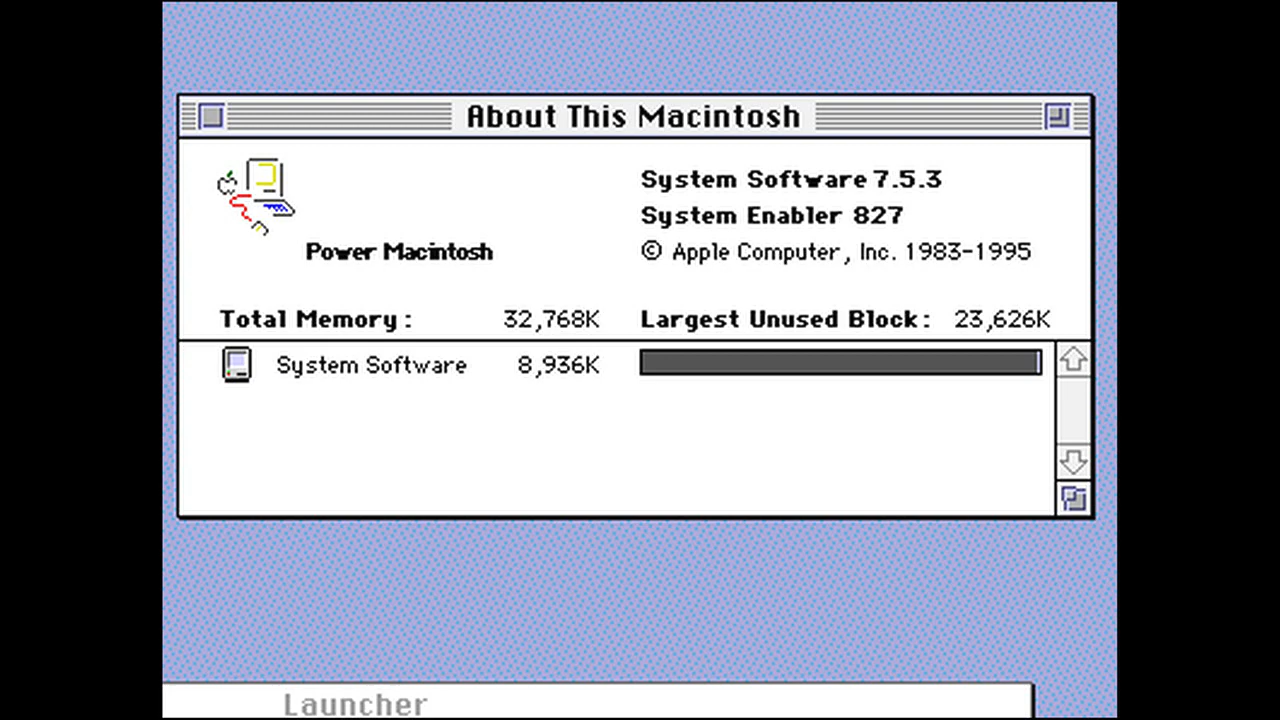 About This Macintosh
System Software 7.5.3
System Enabler 827
Power Macintosh © Apple Computer, Inc. 1983-1995
Total Memory: 32,768K Largest Unused Block: 23,626K
System Software 8,936K
Launcher